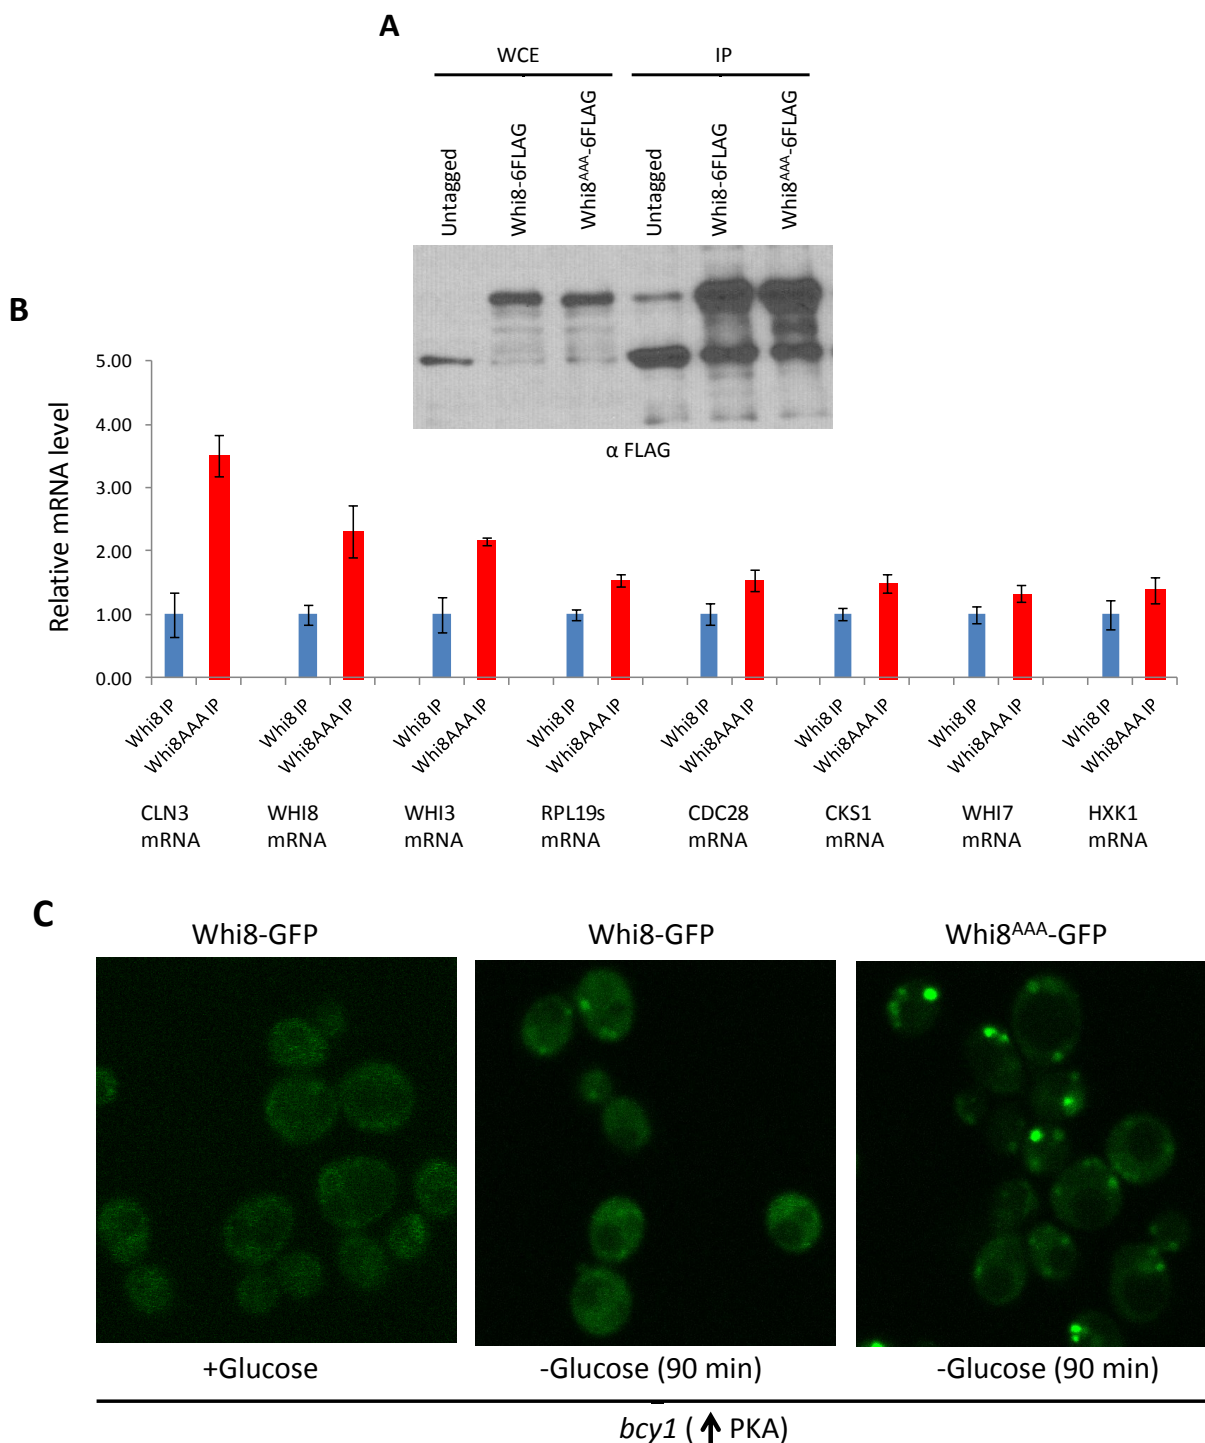 A
WCE
IP
Untagged
Whi8-6FLAG
Whi8AAA-6FLAG
Untagged
Whi8-6FLAG
Whi8AAA-6FLAG
α FLAG
B
Relative mRNA level
5.00
4.00
3.00
2.00
1.00
0.00
Whi8 IP
Whi8AAA IP
Whi8 IP
Whi8AAA IP
Whi8 IP
Whi8AAA IP
Whi8 IP
Whi8AAA IP
Whi8 IP
Whi8AAA IP
Whi8 IP
Whi8AAA IP
Whi8 IP
Whi8AAA IP
Whi8 IP
Whi8AAA IP
CLN3
mRNA
WHI8
mRNA
WHI3
mRNA
RPL19s
mRNA
CDC28
mRNA
CKS1
mRNA
WHI7
mRNA
HXK1
mRNA
C
Whi8-GFP
Whi8-GFP
Whi8AAA-GFP
+Glucose
-Glucose (90 min)
-Glucose (90 min)
bcy1 (↑ PKA)